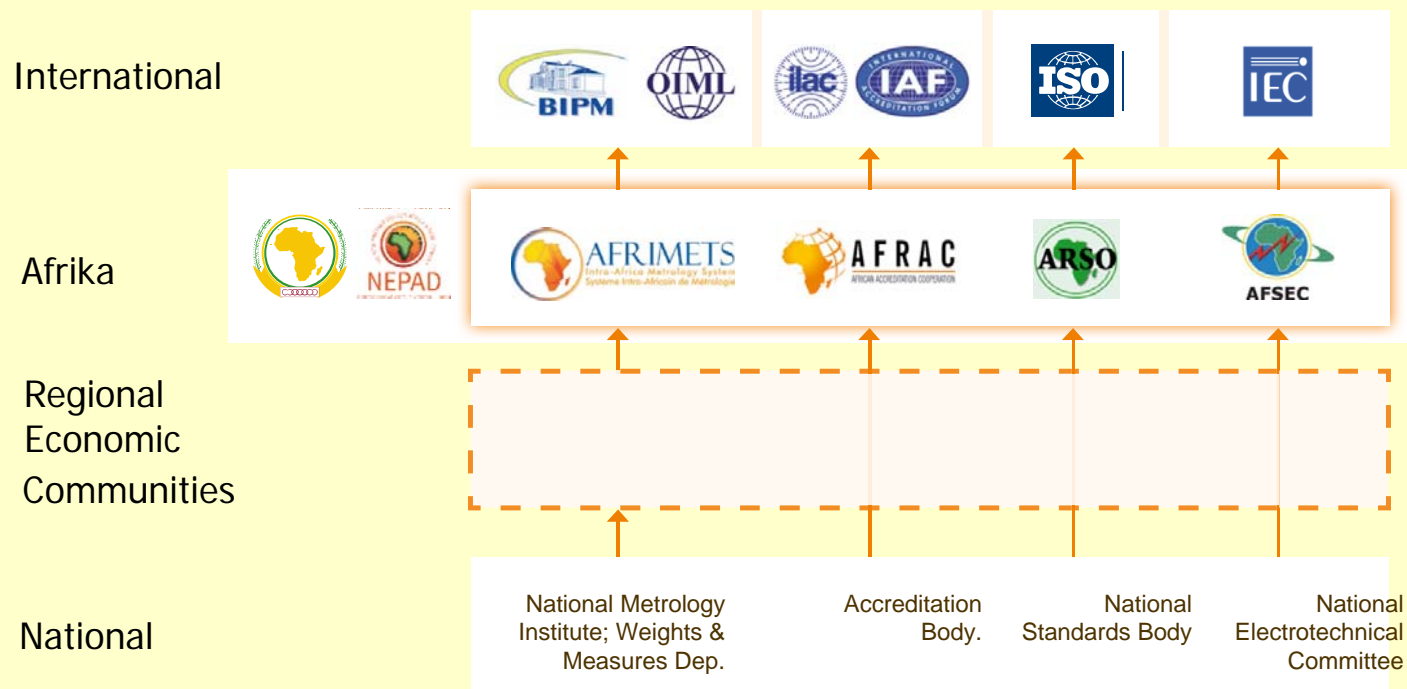 International
BIPM
OIML
ilac
INTERNATIONAL
IAF
ACCREDITATION FORUM
ISO
IEC
Afrika
NEPAD
AFRIMETS
Intra-Africa Metrology System
Système Intra-Africain de Métrologie
AFRAC
AFRICAN ACCREDITATION COOPERATION
ARSO
AFSEC
Regional
Economic
Communities
National
National Metrology
Institute; Weights &
Measures Dep.
Accreditation
Body.
National
Standards Body
National
Electrotechnical
Committee